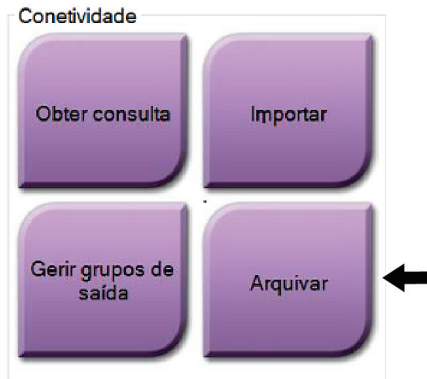 Conetividade
Obter consulta
Importar
Gerir grupos de
saída
Arquivar